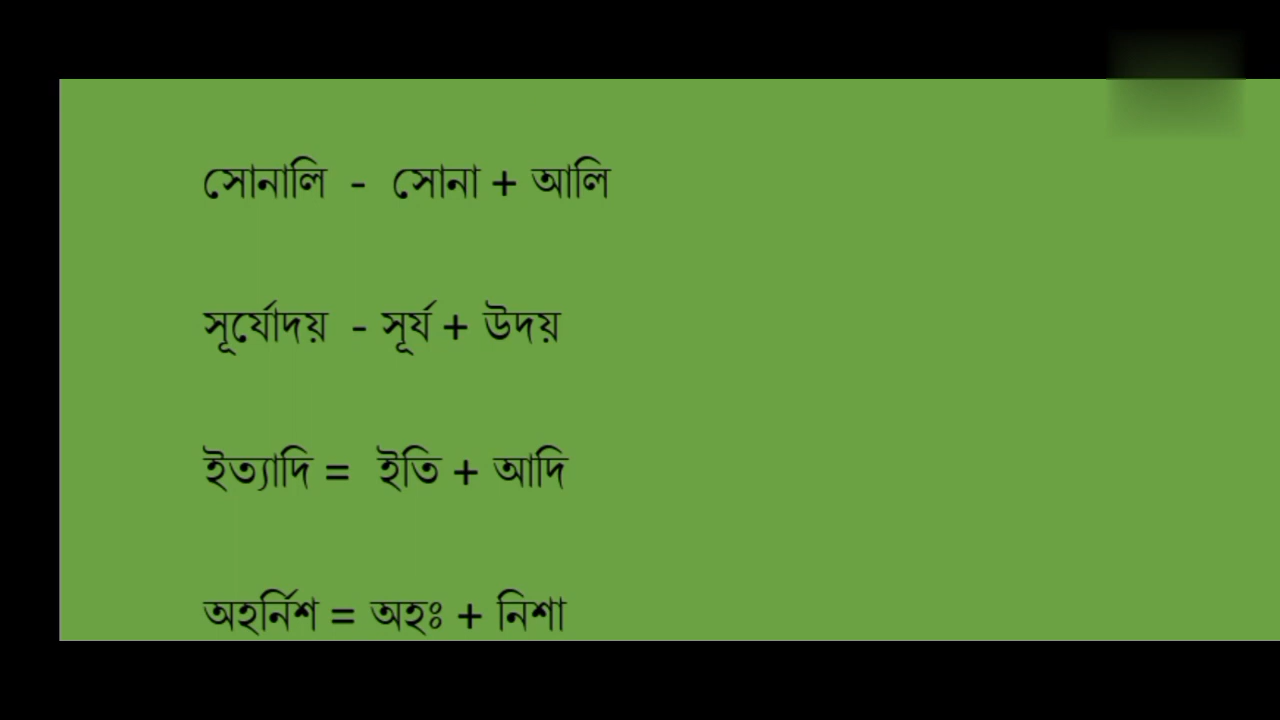 সোনালি - সোনা + আলি
সূর্যোদয় - সূর্য + উদয়
ইত্যাদি = ইতি + আদি
অহর্নিশ = অহঃ + নিশা